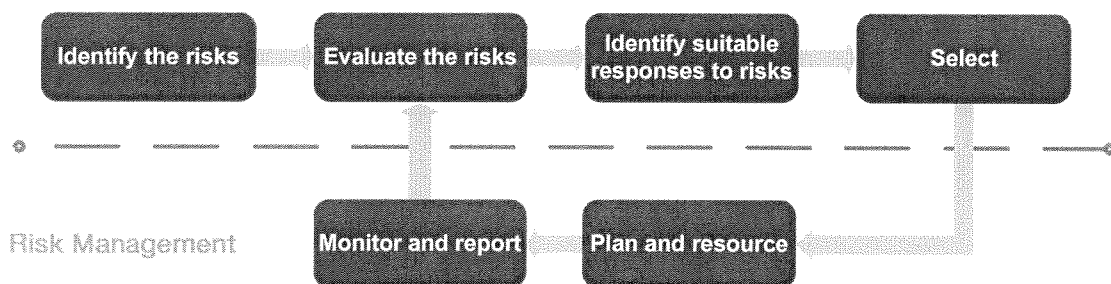 Identify the risks
Evaluate the risks
Identify suitable
responses to risks
Select
Risk Management
Monitor and report
Plan and resource